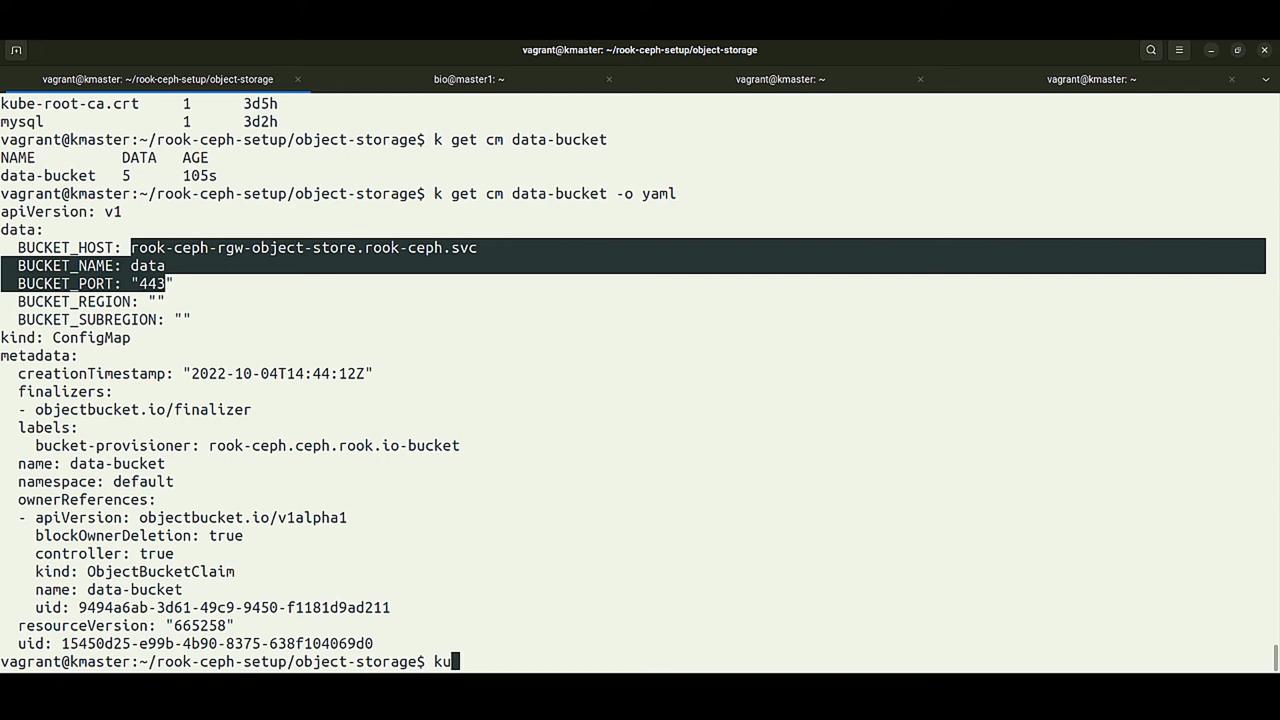 vagrant@kmaster: ~/rook-ceph-setup/object-storage
vagrant@kmaster: ~/rook-ceph-setup/object-storage
bio@master1: ~
vagrant@kmaster: ~
vagrant@kmaster: ~
kube-root-ca.crt     1      3d5h
mysql                1      3d2h
vagrant@kmaster:~/rook-ceph-setup/object-storage$ k get cm data-bucket
NAME          DATA   AGE
data-bucket   5      105s
vagrant@kmaster:~/rook-ceph-setup/object-storage$ k get cm data-bucket -o yaml
apiVersion: v1
data:
  BUCKET_HOST: rook-ceph-rgw-object-store.rook-ceph.svc
  BUCKET_NAME: data
  BUCKET_PORT: "443"
  BUCKET_REGION: ""
  BUCKET_SUBREGION: ""
kind: ConfigMap
metadata:
  creationTimestamp: "2022-10-04T14:44:12Z"
  finalizers:
  - objectbucket.io/finalizer
  labels:
    bucket-provisioner: rook-ceph.ceph.rook.io-bucket
  name: data-bucket
  namespace: default
  ownerReferences:
  - apiVersion: objectbucket.io/v1alpha1
    blockOwnerDeletion: true
    controller: true
    kind: ObjectBucketClaim
    name: data-bucket
    uid: 9494a6ab-3d61-49c9-9450-f1181d9ad211
  resourceVersion: "665258"
  uid: 15450d25-e99b-4b90-8375-638f104069d0
vagrant@kmaster:~/rook-ceph-setup/object-storage$ ku